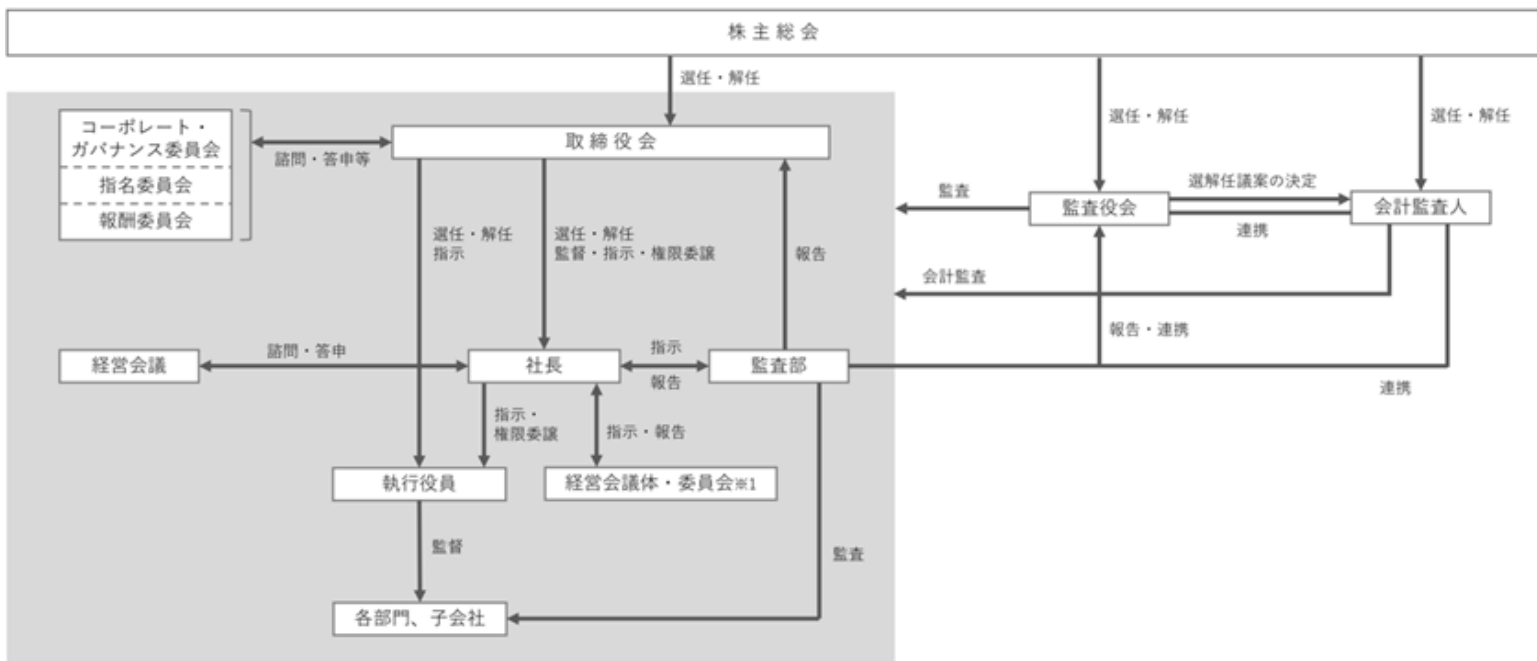 株主総会
選任・解任
選任・解任
選任・解任
コーポレート・
ガバナンス委員会
指名委員会
報酬委員会
諮問・答申等
取締役会
監査
監査役会
選解任議案の決定
連携
会計監査人
選任・解任
指示
選任・解任
監督・指示・権限委譲
報告
会計監査
報告・連携
経営会議
諮問・答申
社長
指示
報告
監査部
連携
指示・
権限委譲
指示・報告
執行役員
経営会議体・委員会※1
監督
監査
各部門、子会社